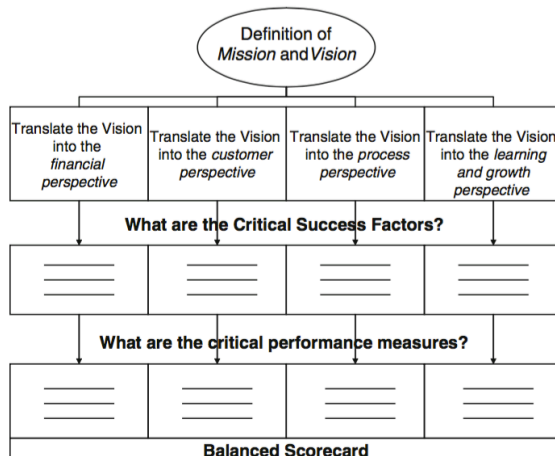 Definition of
Mission andVision
Translate the Vision
into the
financial
perspective
Translate the Vision
into the customer
perspective
Translate the Vision
into the process
perspective
Translate the Vision
into the learning
and growth
perspective
What are the Critical Success Factors?
What are the critical performance measures?
Balanced Scorecard